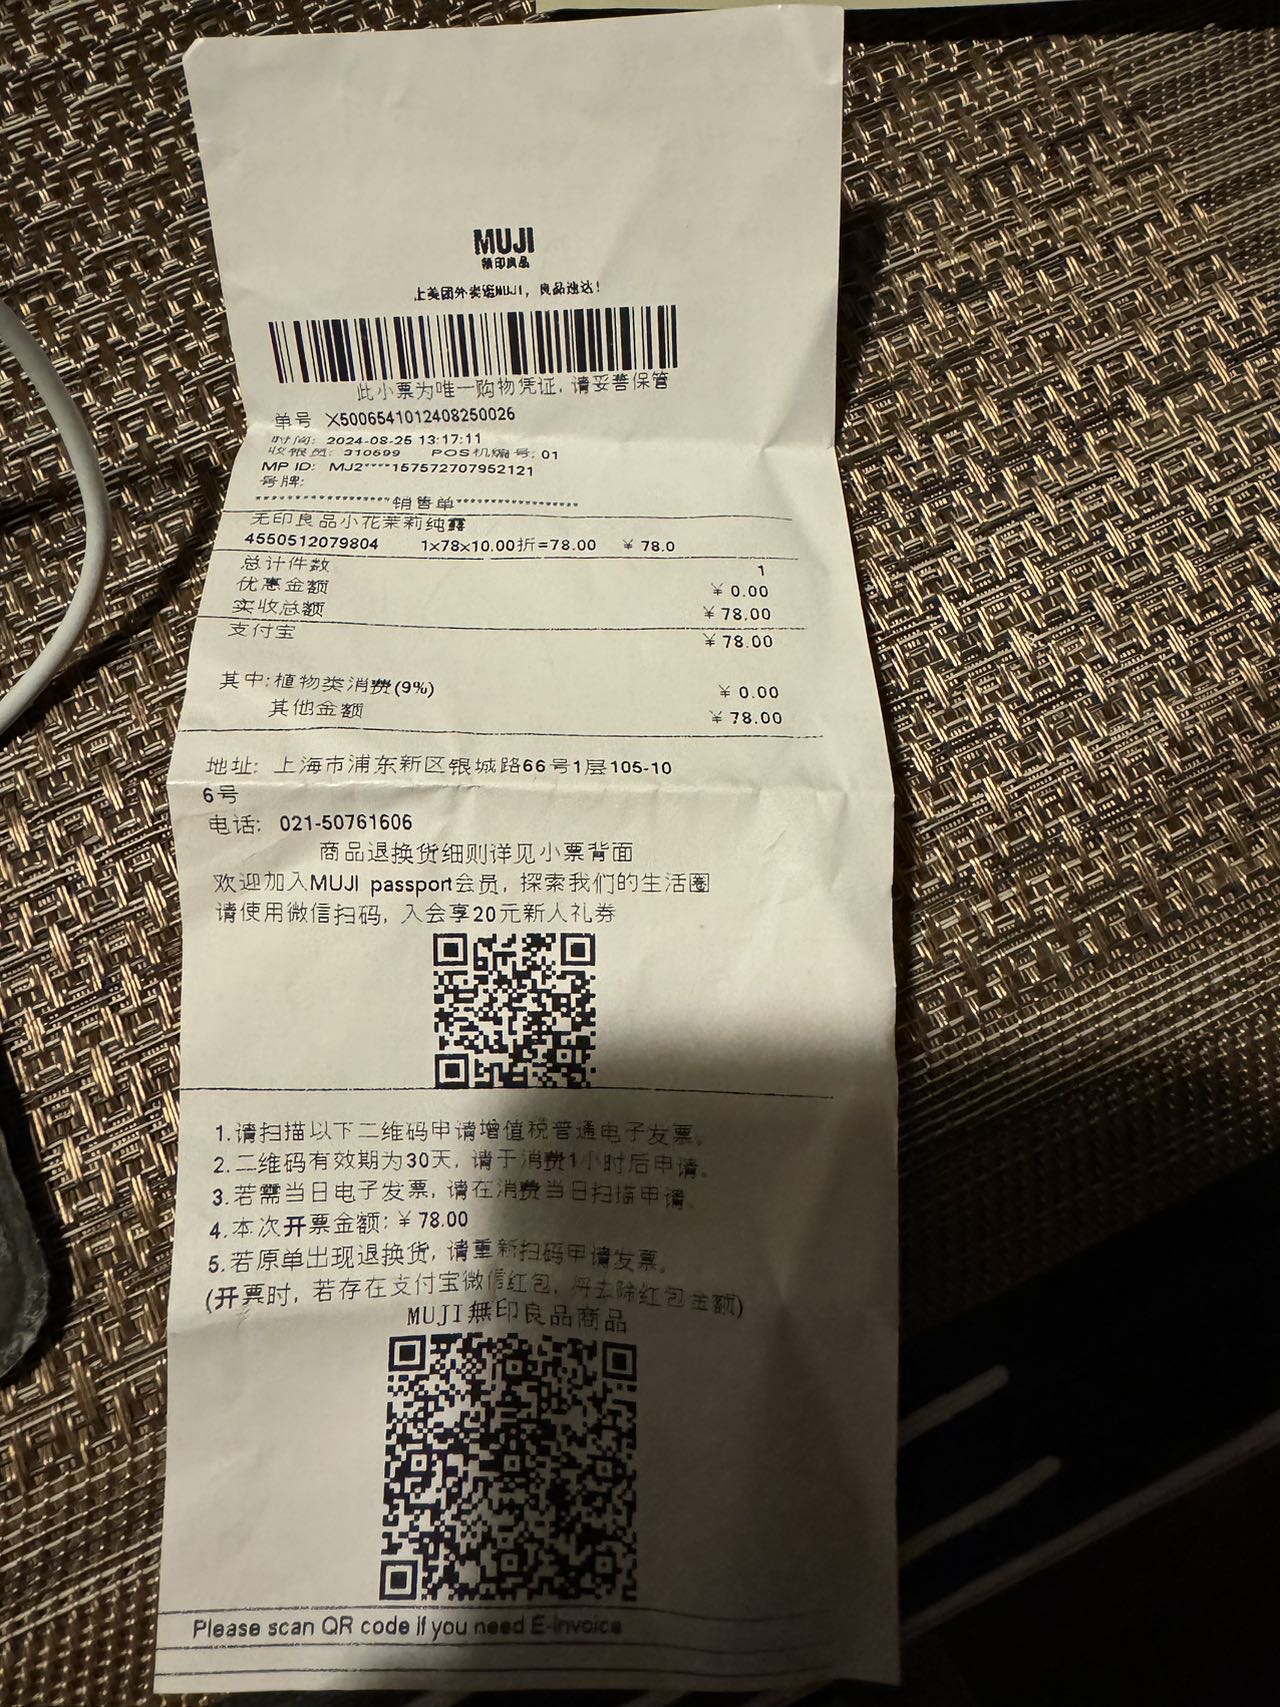 MUJI
無印良品
上美团外卖逛MUJI，良品速达！
此小票为唯一购物凭证，请妥善保管
单号 X5006541012408250026
时间: 2024-08-25 13:17:11
收银员: 310699 POS机编号: 01
MP ID: MJ2****157572707952121
号牌:
********************销售单******************
无印良品小花茉莉纯露
4550512079804 1x78x10.00折=78.00 ¥ 78.0
总计件数 1
优惠金额 ¥ 0.00
实收总额 ¥ 78.00
支付宝 ¥ 78.00
其中:植物类消费(9%) ¥ 0.00
其他金额 ¥ 78.00
地址: 上海市浦东新区银城路66号1层105-10
6号
电话: 021-50761606
商品退换货细则详见小票背面
欢迎加入MUJI passport会员, 探索我们的生活圈
请使用微信扫码, 入会享20元新人礼券
1.请扫描以下二维码申请增值税普通电子发票。
2.二维码有效期为30天, 请于消费1小时后申请。
3.若需当日电子发票, 请在消费当日扫描申请。
4.本次开票金额: ¥ 78.00
5.若原单出现退换货, 请重新扫码申请发票。
(开票时, 若存在支付宝微信红包, 将去除红包金额)
MUJI無印良品商品
Please scan QR code if you need E-Invoice